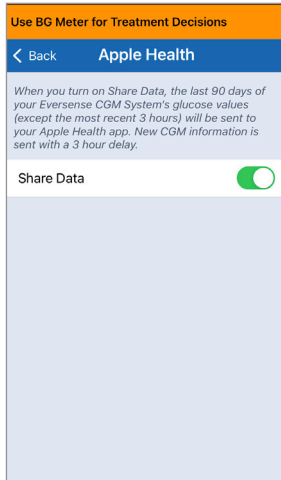 Use BG Meter for Treatment Decisions
Back Apple Health
When you turn on Share Data, the last 90 days of
your Eversense CGM System's glucose values
(except the most recent 3 hours) will be sent to
your Apple Health app. New CGM information is
sent with a 3 hour delay.
Share Data